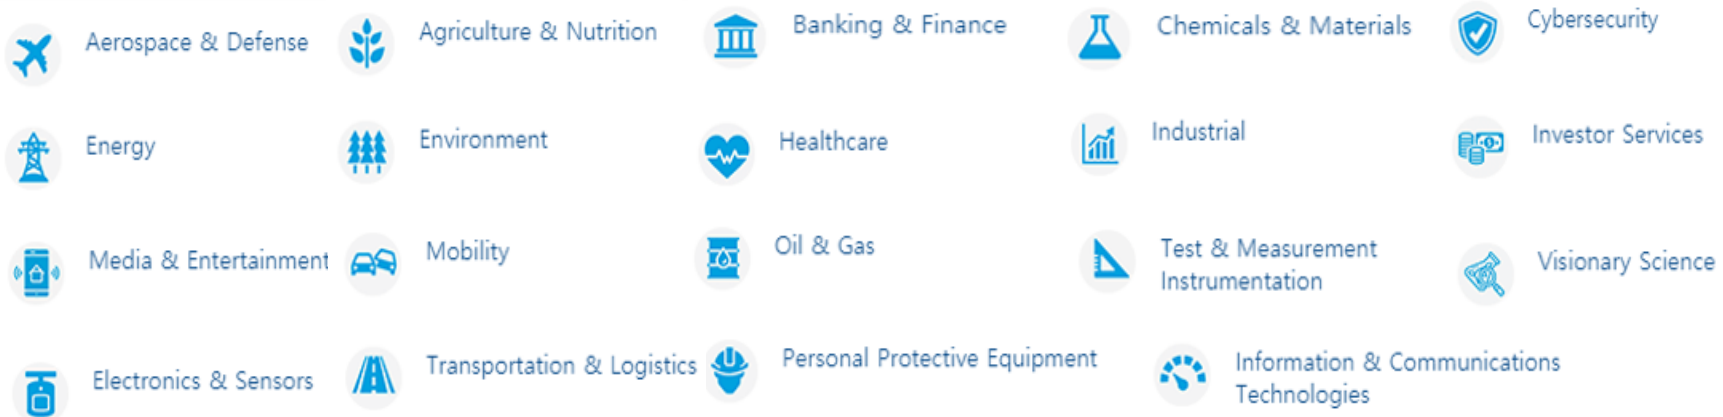 Aerospace & Defense
Agriculture & Nutrition
Banking & Finance
Chemicals & Materials
Cybersecurity
Energy
Environment
Healthcare
Industrial
Investor Services
Media & Entertainment
Mobility
Oil & Gas
Test & Measurement
Instrumentation
Visionary Science
Electronics & Sensors
Transportation & Logistics
Personal Protective Equipment
Information & Communications
Technologies